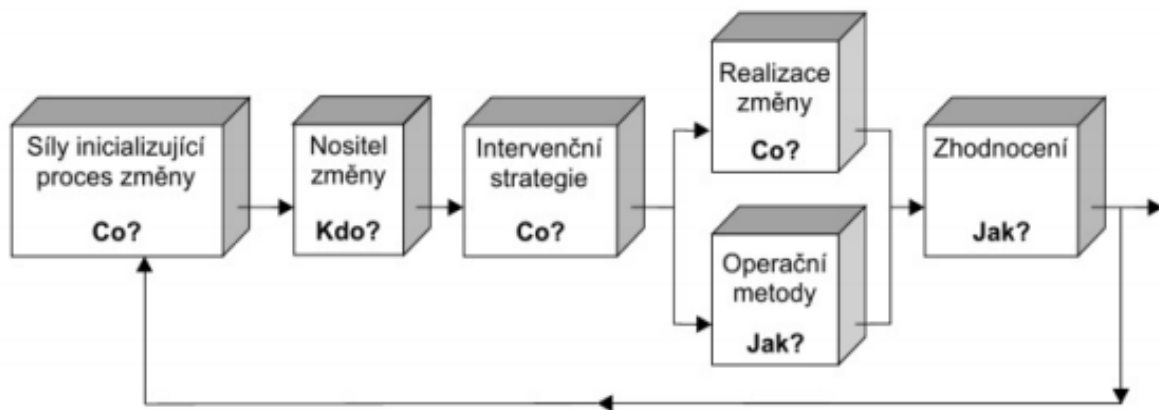 Síly inicializující
proces změny
Co?
Nositel
změny
Kdo?
Intervenční
strategie
Co?
Realizace
změny
Co?
Operační
metody
Jak?
Zhodnocení
Jak?